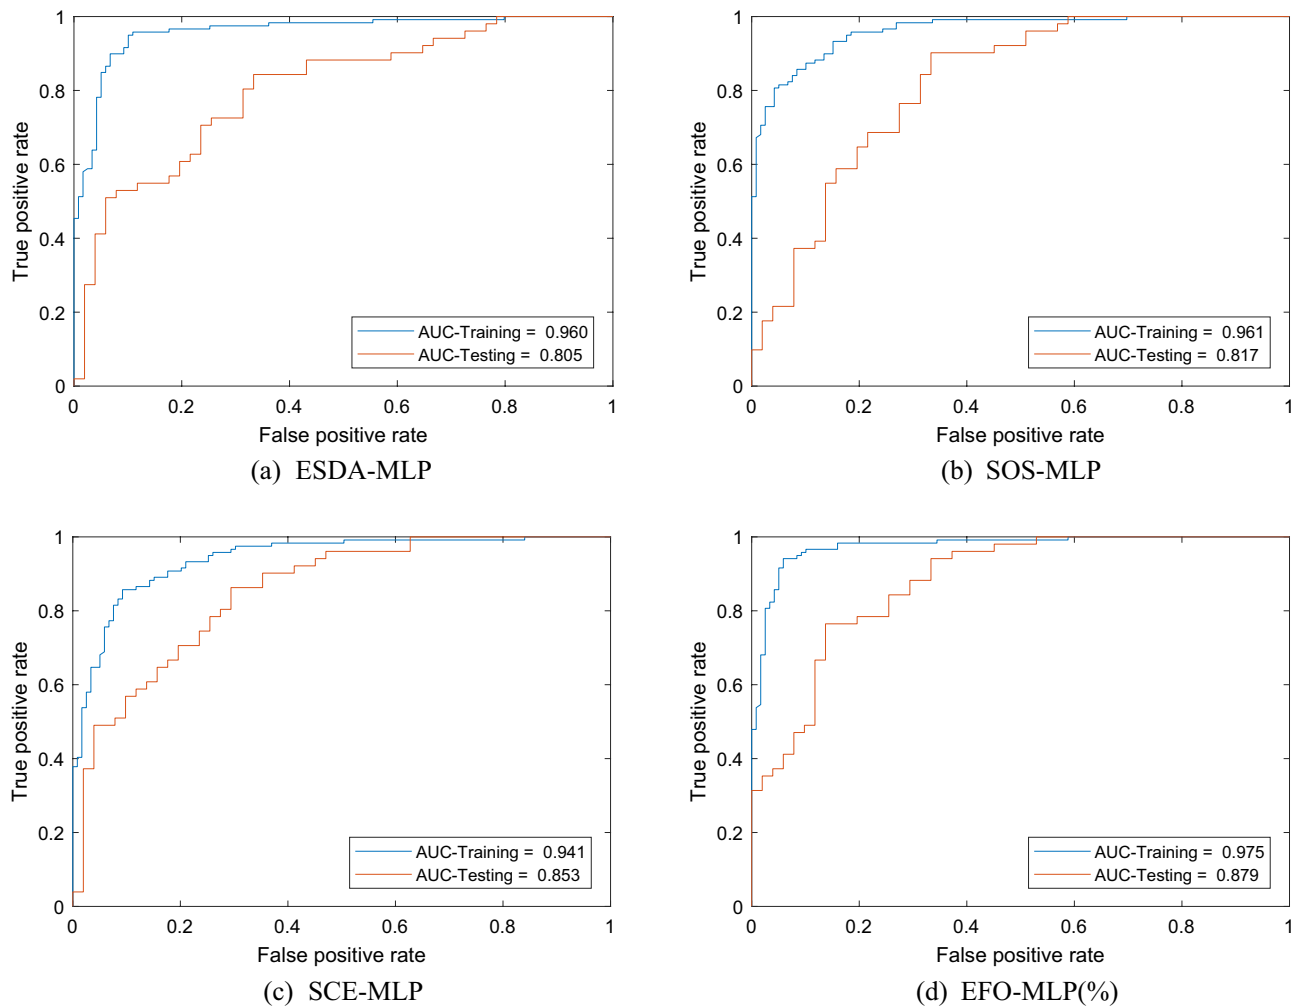 1
0.8
0.6
0.4
0.2
0
True positive rate
AUC-Training = 0.960
AUC-Testing = 0.805
0 0.2 0.4 0.6 0.8 1
False positive rate
(a) ESDA-MLP
1
0.8
0.6
0.4
0.2
0
True positive rate
AUC-Training = 0.961
AUC-Testing = 0.817
0 0.2 0.4 0.6 0.8 1
False positive rate
(b) SOS-MLP
1
0.8
0.6
0.4
0.2
0
True positive rate
AUC-Training = 0.941
AUC-Testing = 0.853
0 0.2 0.4 0.6 0.8 1
False positive rate
(c) SCE-MLP
1
0.8
0.6
0.4
0.2
0
True positive rate
AUC-Training = 0.975
AUC-Testing = 0.879
0 0.2 0.4 0.6 0.8 1
False positive rate
(d) EFO-MLP(%)